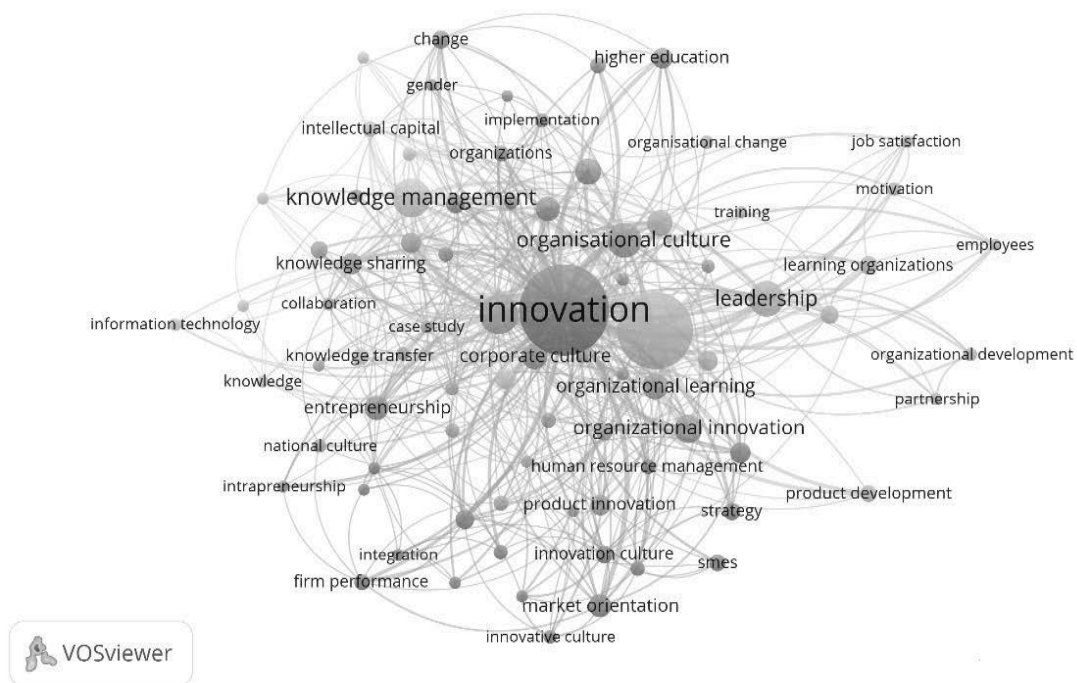 change
higher education
gender
implementation
intellectual capital
organisational change
job satisfaction
organizations
motivation
knowledge management
training
organisational culture
employees
knowledge sharing
learning organizations
collaboration
innovation
leadership
information technology
case study
knowledge transfer
corporate culture
organizational development
knowledge
organizational learning
partnership
entrepreneurship
organizational innovation
national culture
human resource management
intrapreneurship
product development
product innovation
strategy
integration
innovation culture
smes
firm performance
market orientation
innovative culture
VOSviewer